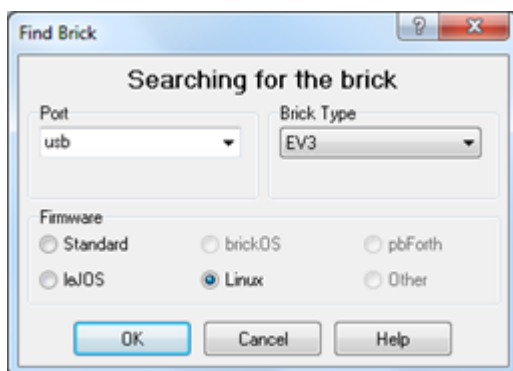 Find Brick
Searching for the brick
Port
Brick Type
usb
EV3
Firmware
Standard
brickOS
pbForth
leJOS
Linux
Other
OK
Cancel
Help